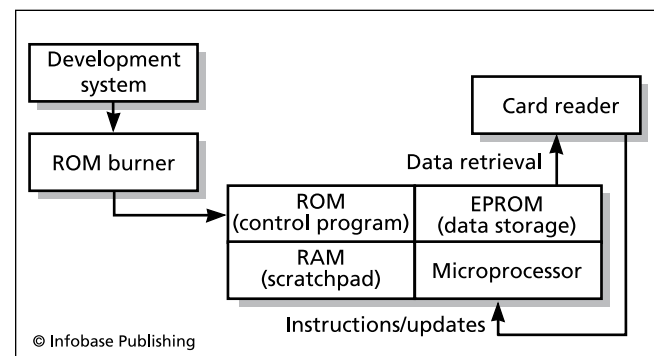 Development
system
Card reader
ROM burner
Data retrieval
ROM
(control program)
EPROM
(data storage)
RAM
(scratchpad)
Microprocessor
Instructions/updates
© Infobase Publishing